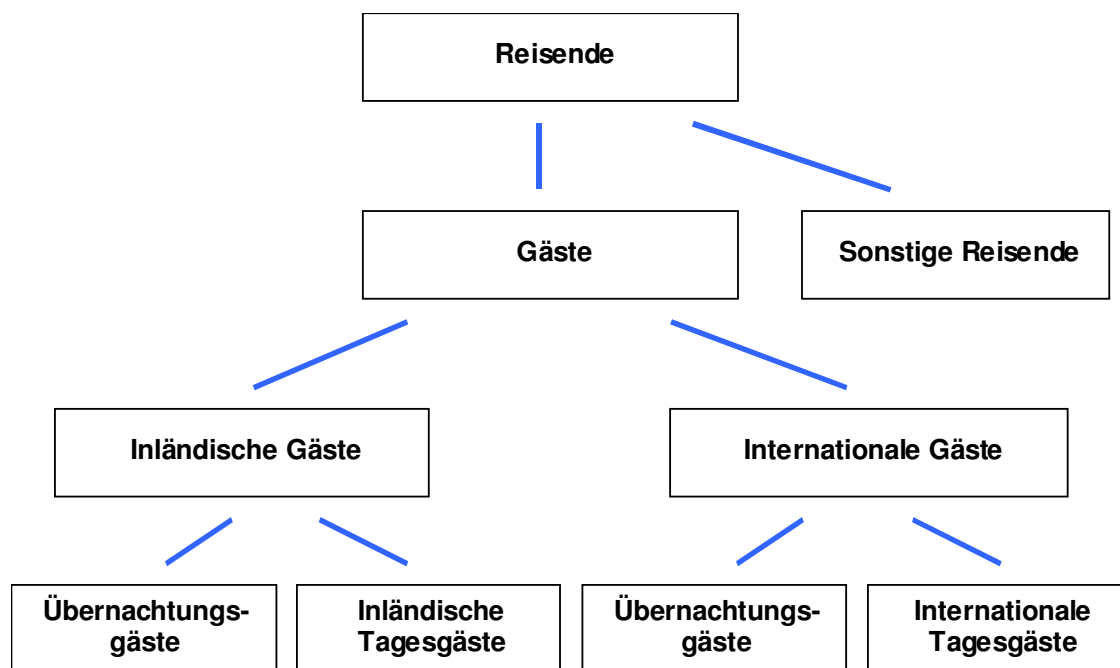 Reisende
Gäste
Sonstige Reisende
Inländische Gäste
Internationale Gäste
Übernachtungs-
gäste
Inländische
Tagesgäste
Übernachtungs-
gäste
Internationale
Tagesgäste